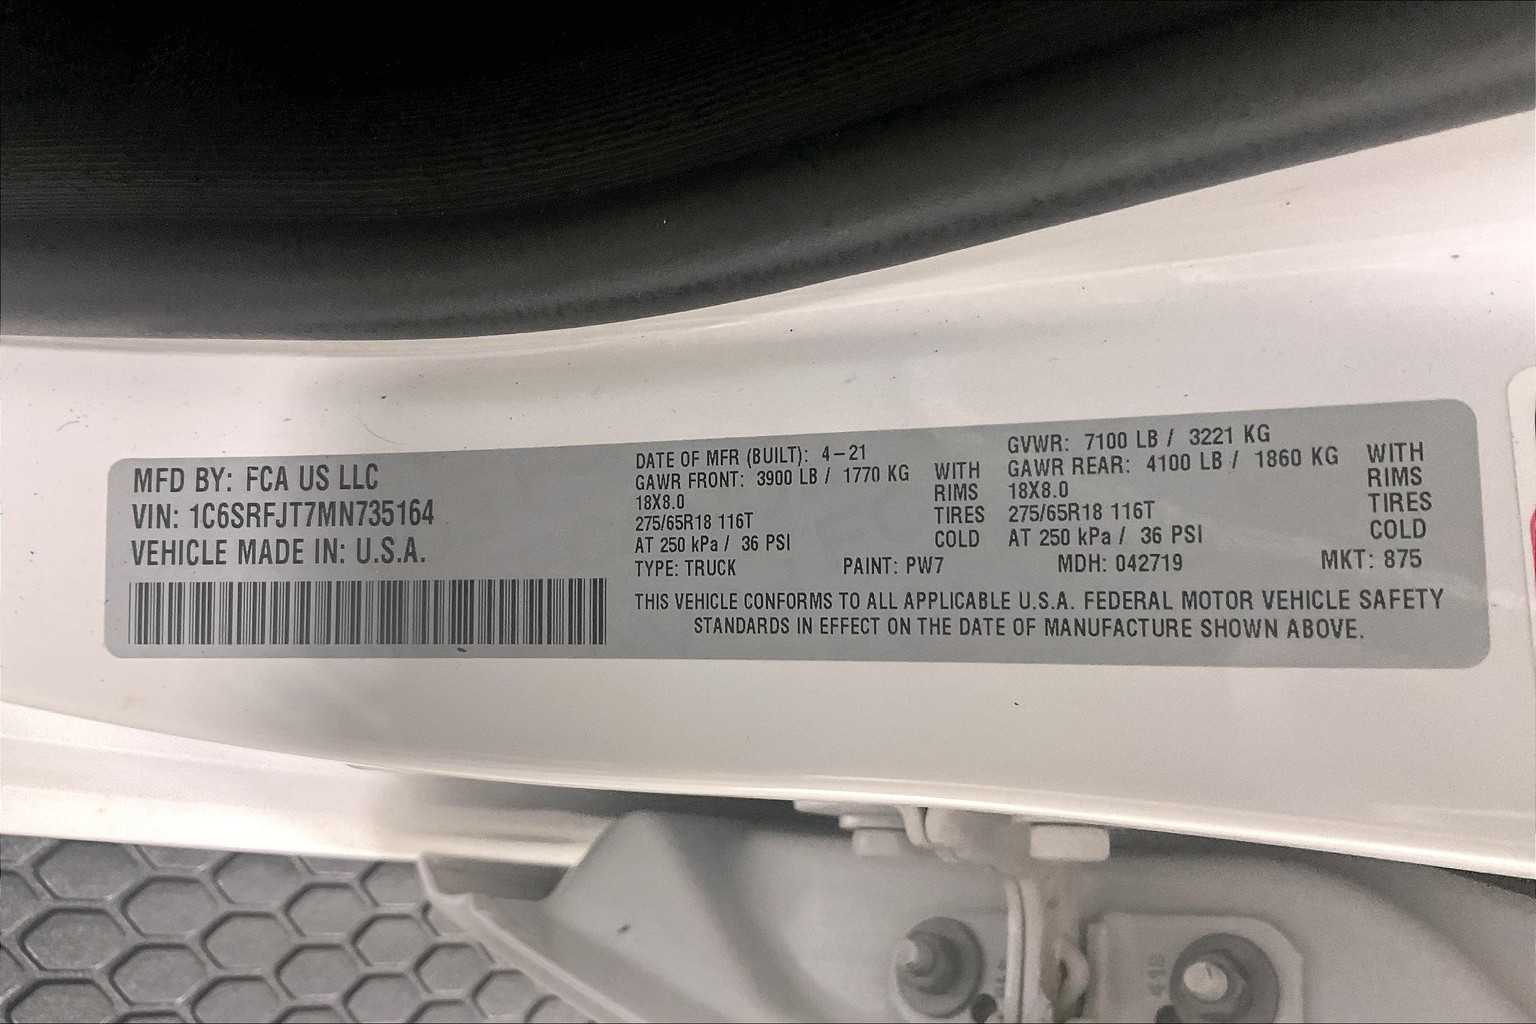 MFD BY: FCA US LLC
VIN: 1C6SRFJT7MN735164
VEHICLE MADE IN: U.S.A.
DATE OF MFR (BUILT): 4-21
GAWR FRONT: 3900 LB / 1770 KG
18X8.0
275/65R18 116T
AT 250 kPa / 36 PSI
WITH
RIMS
TIRES
COLD
GVWR: 7100 LB / 3221 KG
GAWR REAR: 4100 LB / 1860 KG
18X8.0
275/65R18 116T
AT 250 kPa / 36 PSI
WITH
RIMS
TIRES
COLD
TYPE: TRUCK PAINT: PW7 MDH: 042719 MKT: 875
THIS VEHICLE CONFORMS TO ALL APPLICABLE U.S.A. FEDERAL MOTOR VEHICLE SAFETY
STANDARDS IN EFFECT ON THE DATE OF MANUFACTURE SHOWN ABOVE.